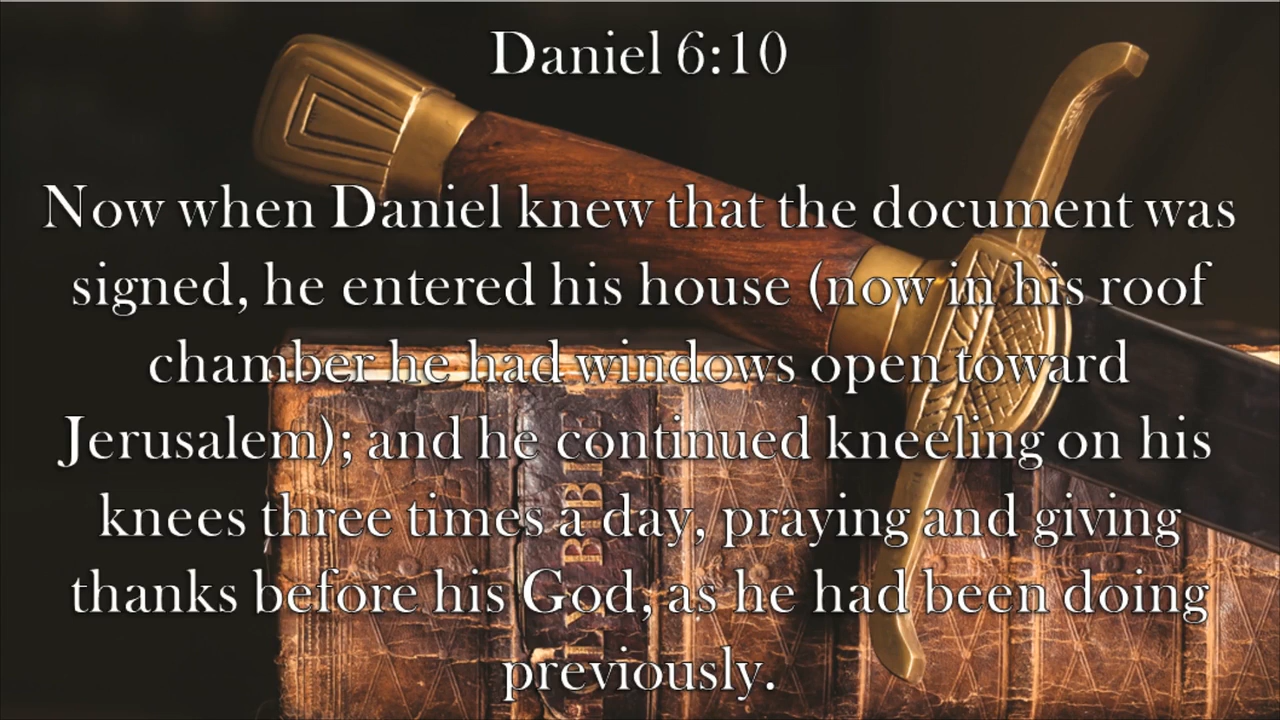 Daniel 6:10
Now when Daniel knew that the document was
signed, he entered his house (now in his roof
chamber he had windows open toward
Jerusalem); and he continued kneeling on his
knees three times a day, praying and giving
thanks before his God, as he had been doing
previously.
BIBLE